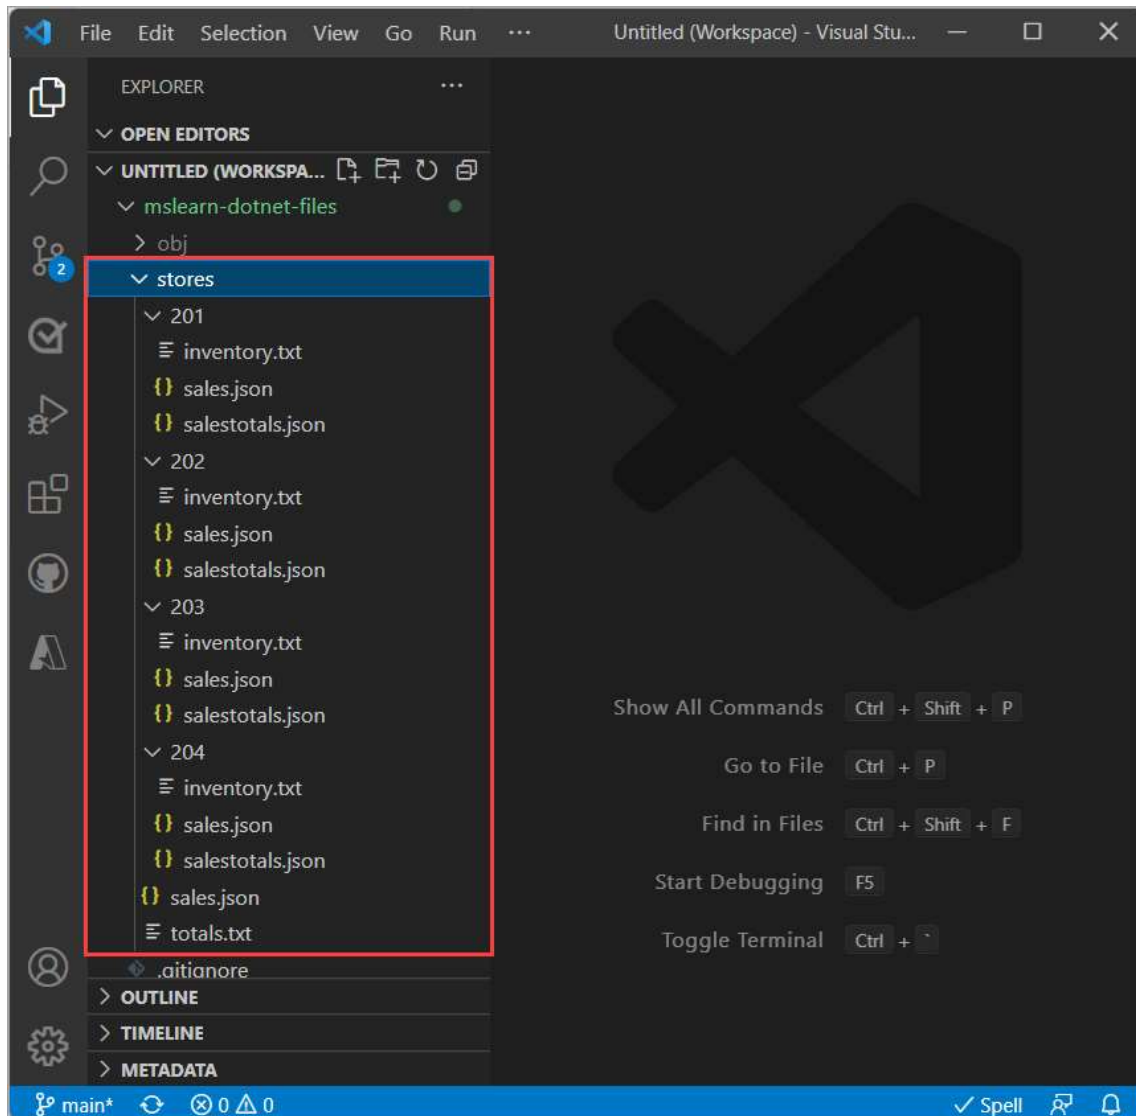 File Edit Selection View Go Run ··· Untitled (Workspace) - Visual Stu...
EXPLORER ···
OPEN EDITORS
UNTITLED (WORKSPA...
mslearn-dotnet-files
obj
2
stores
201
inventory.txt
{} sales.json
{} salestotals.json
202
inventory.txt
{} sales.json
{} salestotals.json
203
inventory.txt
{} sales.json
{} salestotals.json
204
inventory.txt
{} sales.json
{} salestotals.json
{} sales.json
totals.txt
.gitignore
OUTLINE
TIMELINE
METADATA
Show All Commands Ctrl + Shift + P
Go to File Ctrl + P
Find in Files Ctrl + Shift + F
Start Debugging F5
Toggle Terminal Ctrl + `
main* 0 0 Spell